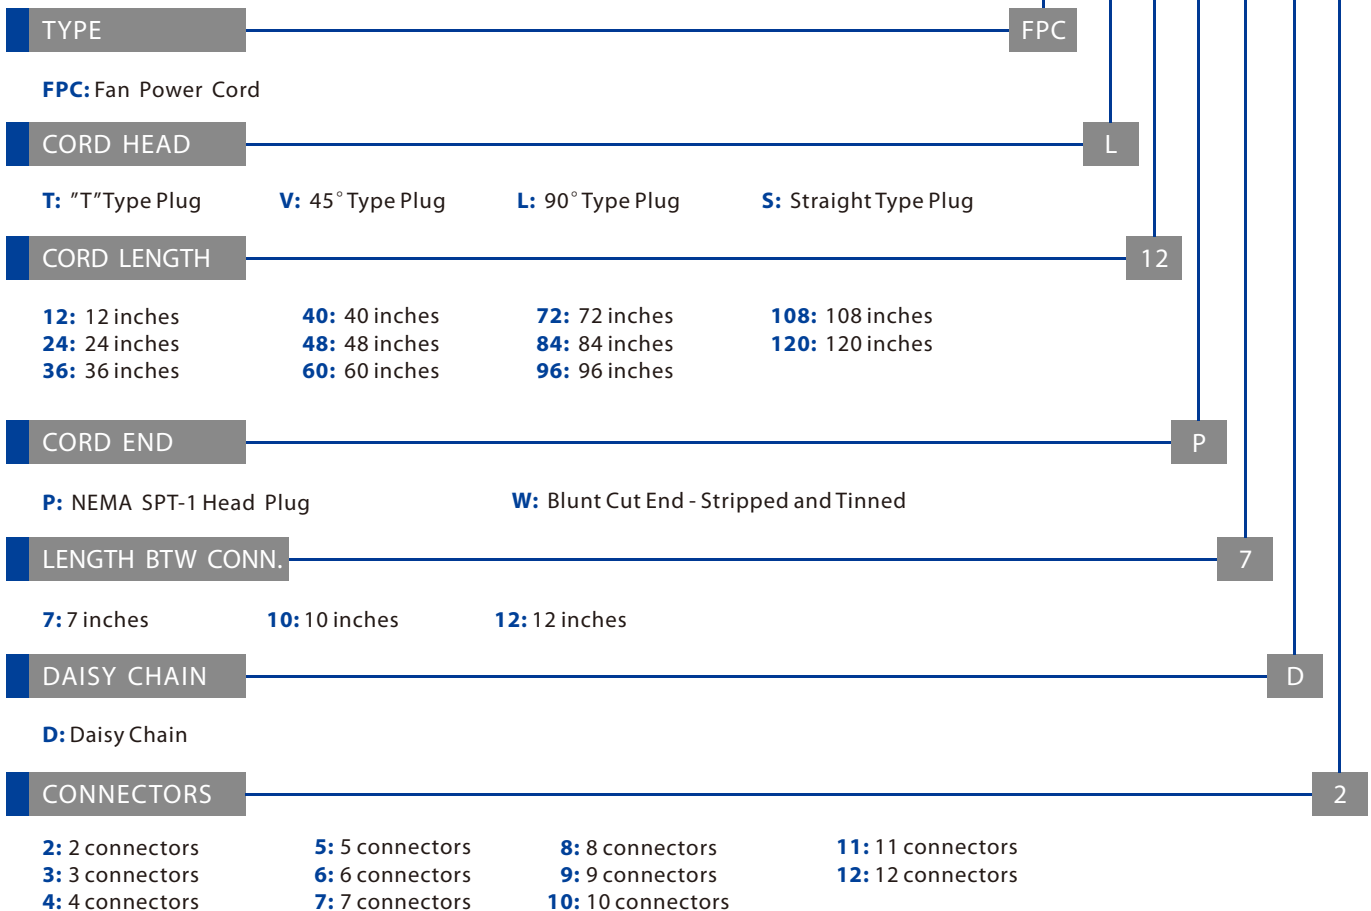 TYPE FPC
FPC: Fan Power Cord
CORD HEAD L
T: "T" Type Plug V: 45° Type Plug L: 90° Type Plug S: Straight Type Plug
CORD LENGTH 12
12: 12 inches 40: 40 inches 72: 72 inches 108: 108 inches
24: 24 inches 48: 48 inches 84: 84 inches 120: 120 inches
36: 36 inches 60: 60 inches 96: 96 inches
CORD END P
P: NEMA SPT-1 Head Plug W: Blunt Cut End - Stripped and Tinned
LENGTH BTW CONN. 7
7: 7 inches 10: 10 inches 12: 12 inches
DAISY CHAIN D
D: Daisy Chain
CONNECTORS 2
2: 2 connectors 5: 5 connectors 8: 8 connectors 11: 11 connectors
3: 3 connectors 6: 6 connectors 9: 9 connectors 12: 12 connectors
4: 4 connectors 7: 7 connectors 10: 10 connectors